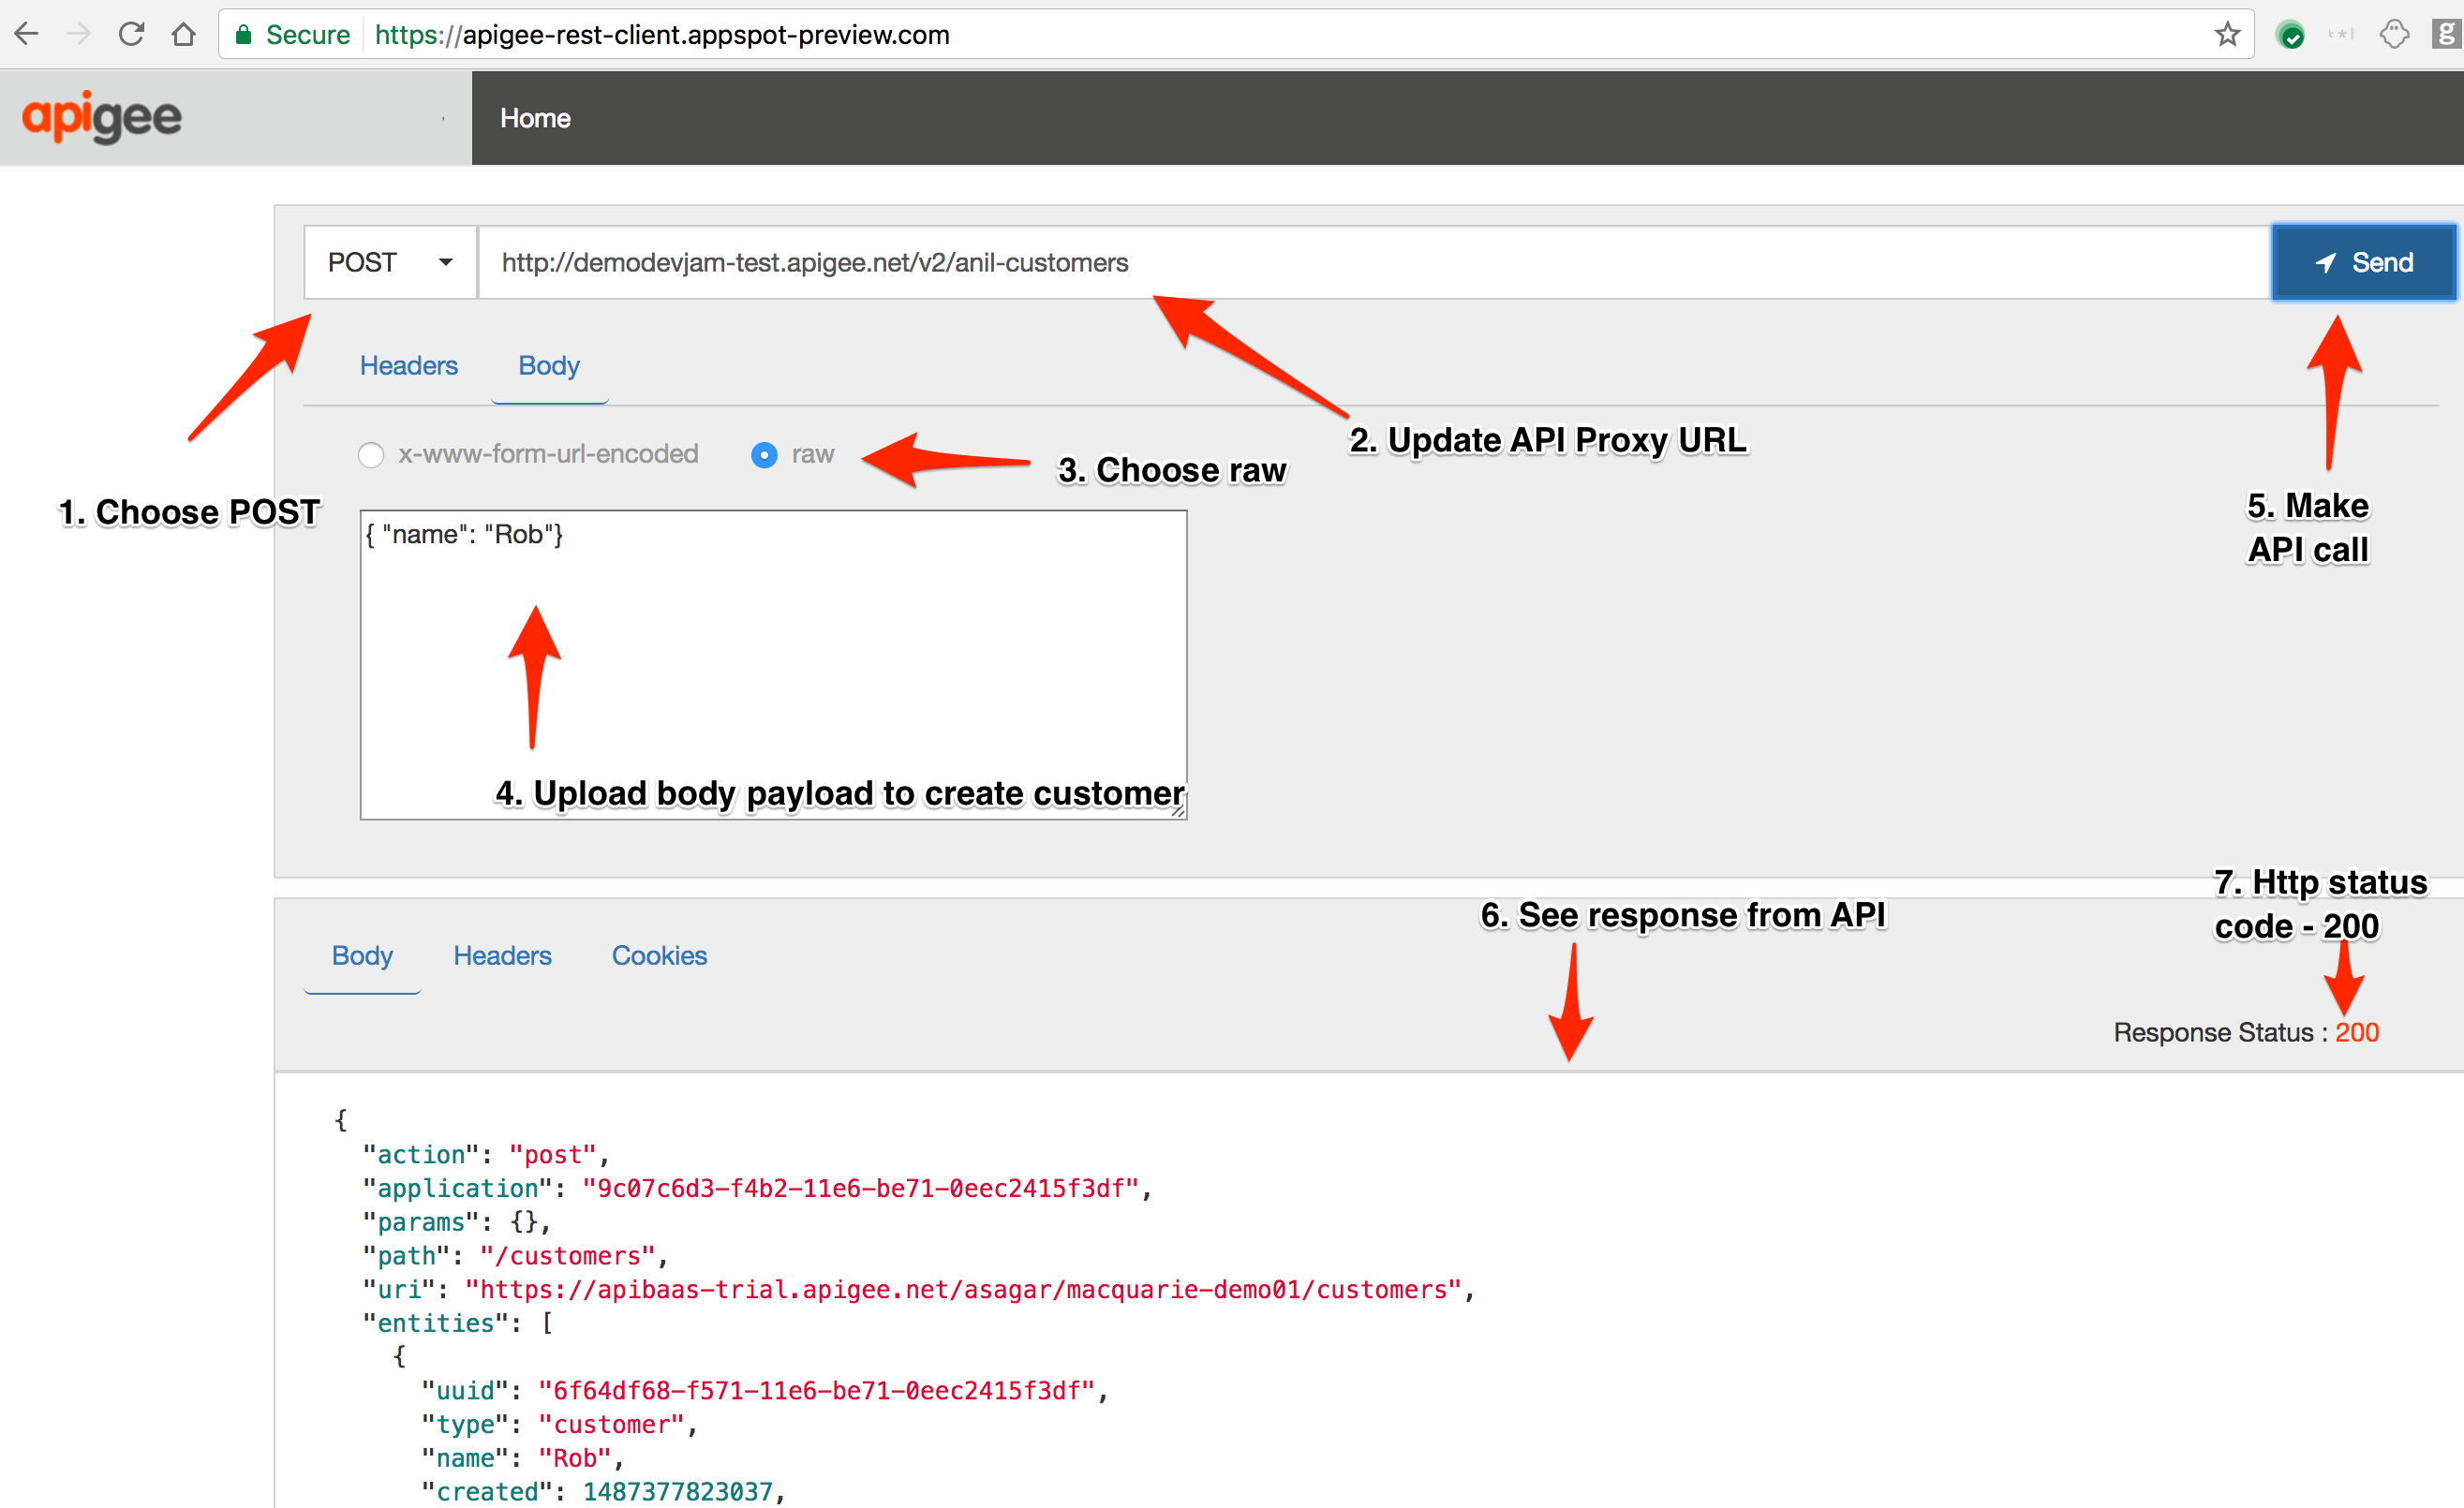 Secure https://apigee-rest-client.appspot-preview.com
g
apigee
Home
POST
http://demodevjam-test.apigee.net/v2/anil-customers
Send
Headers
Body
2. Update API Proxy URL
x-www-form-url-encoded
raw
3. Choose raw
1. Choose POST
5. Make
API call
{ "name": "Rob"}
4. Upload body payload to create customer
7. Http status
code - 200
6. See response from API
Body
Headers
Cookies
Response Status : 200
{
"action": "post",
"application": "9c07c6d3-f4b2-11e6-be71-0eec2415f3df",
"params": {},
"path": "/customers",
"uri": "https://apibaas-trial.apigee.net/asagar/macquarie-demo01/customers",
"entities": [
{
"uuid": "6f64df68-f571-11e6-be71-0eec2415f3df",
"type": "customer",
"name": "Rob",
"created": 1487377823037,